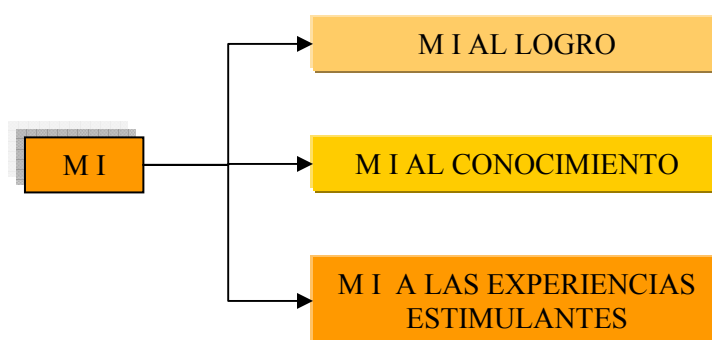 M I AL LOGRO
M I
M I AL CONOCIMIENTO
M I A LAS EXPERIENCIAS
ESTIMULANTES